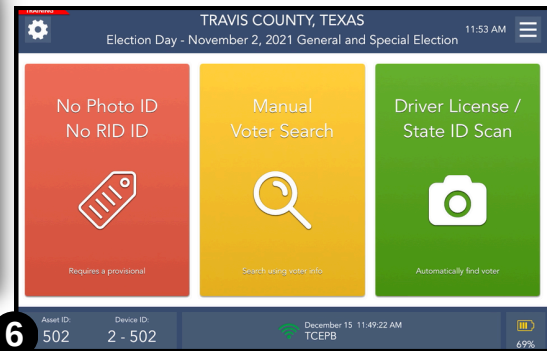 TRAINING
TRAVIS COUNTY, TEXAS
Election Day - November 2, 2021 General and Special Election
11:53 AM
No Photo ID
No RID ID
Requires a provisional
Manual
Voter Search
Search using voter info
Driver License /
State ID Scan
Automatically find voter
6
Asset ID:
502
Device ID:
2 - 502
December 15 11:49:22 AM
TCEPB
69%